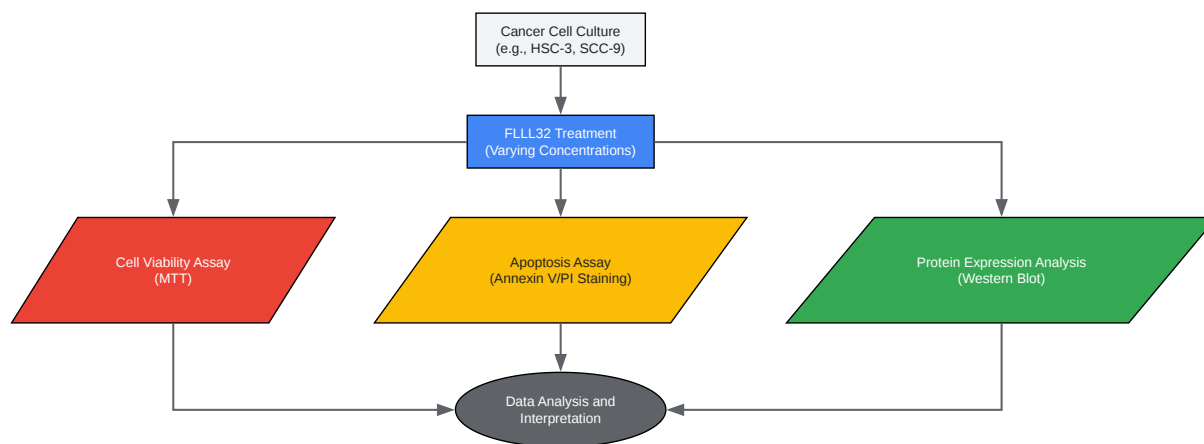 Cancer Cell Culture
(e.g., HSC-3, SCC-9)
FLLL32 Treatment
(Varying Concentrations)
Cell Viability Assay
(MTT)
Apoptosis Assay
(Annexin V/PI Staining)
Protein Expression Analysis
(Western Blot)
Data Analysis and
Interpretation